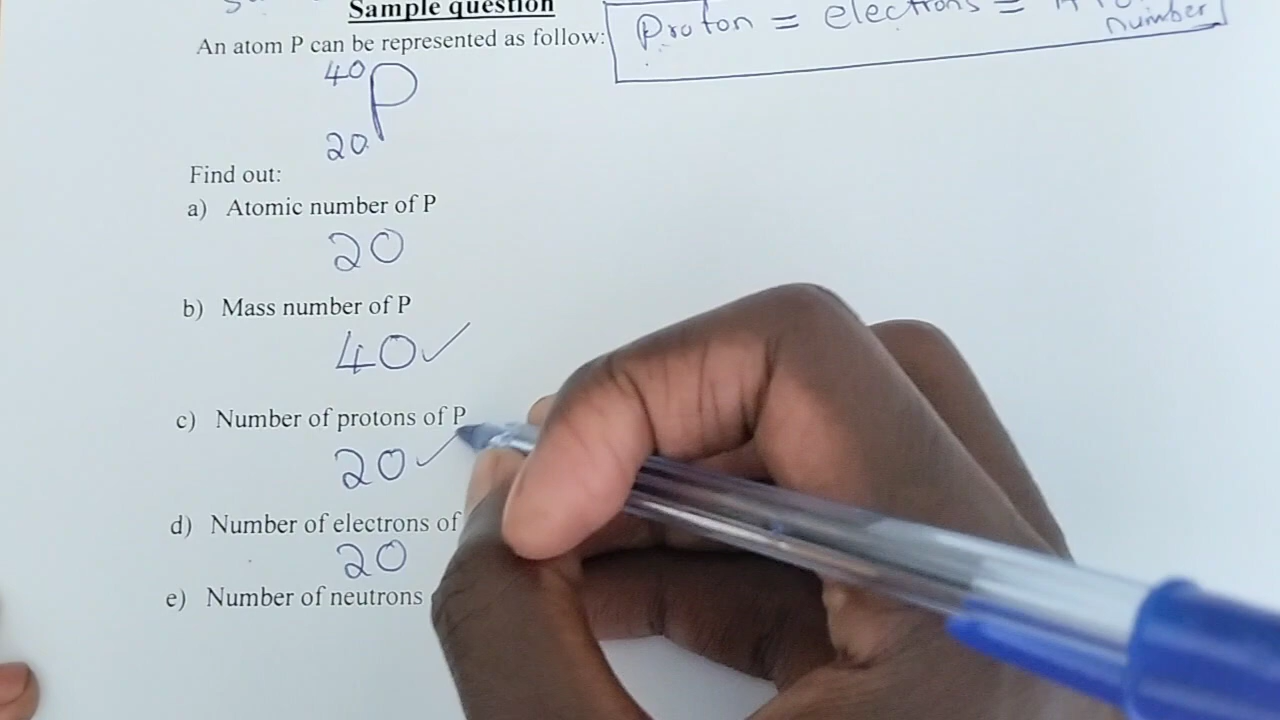 Sample question
An atom P can be represented as follow:
Proton = electrons =
number
40
P
20
Find out:
a) Atomic number of P
20
b) Mass number of P
40✓
c) Number of protons of P
20✓
d) Number of electrons of
20
e) Number of neutrons